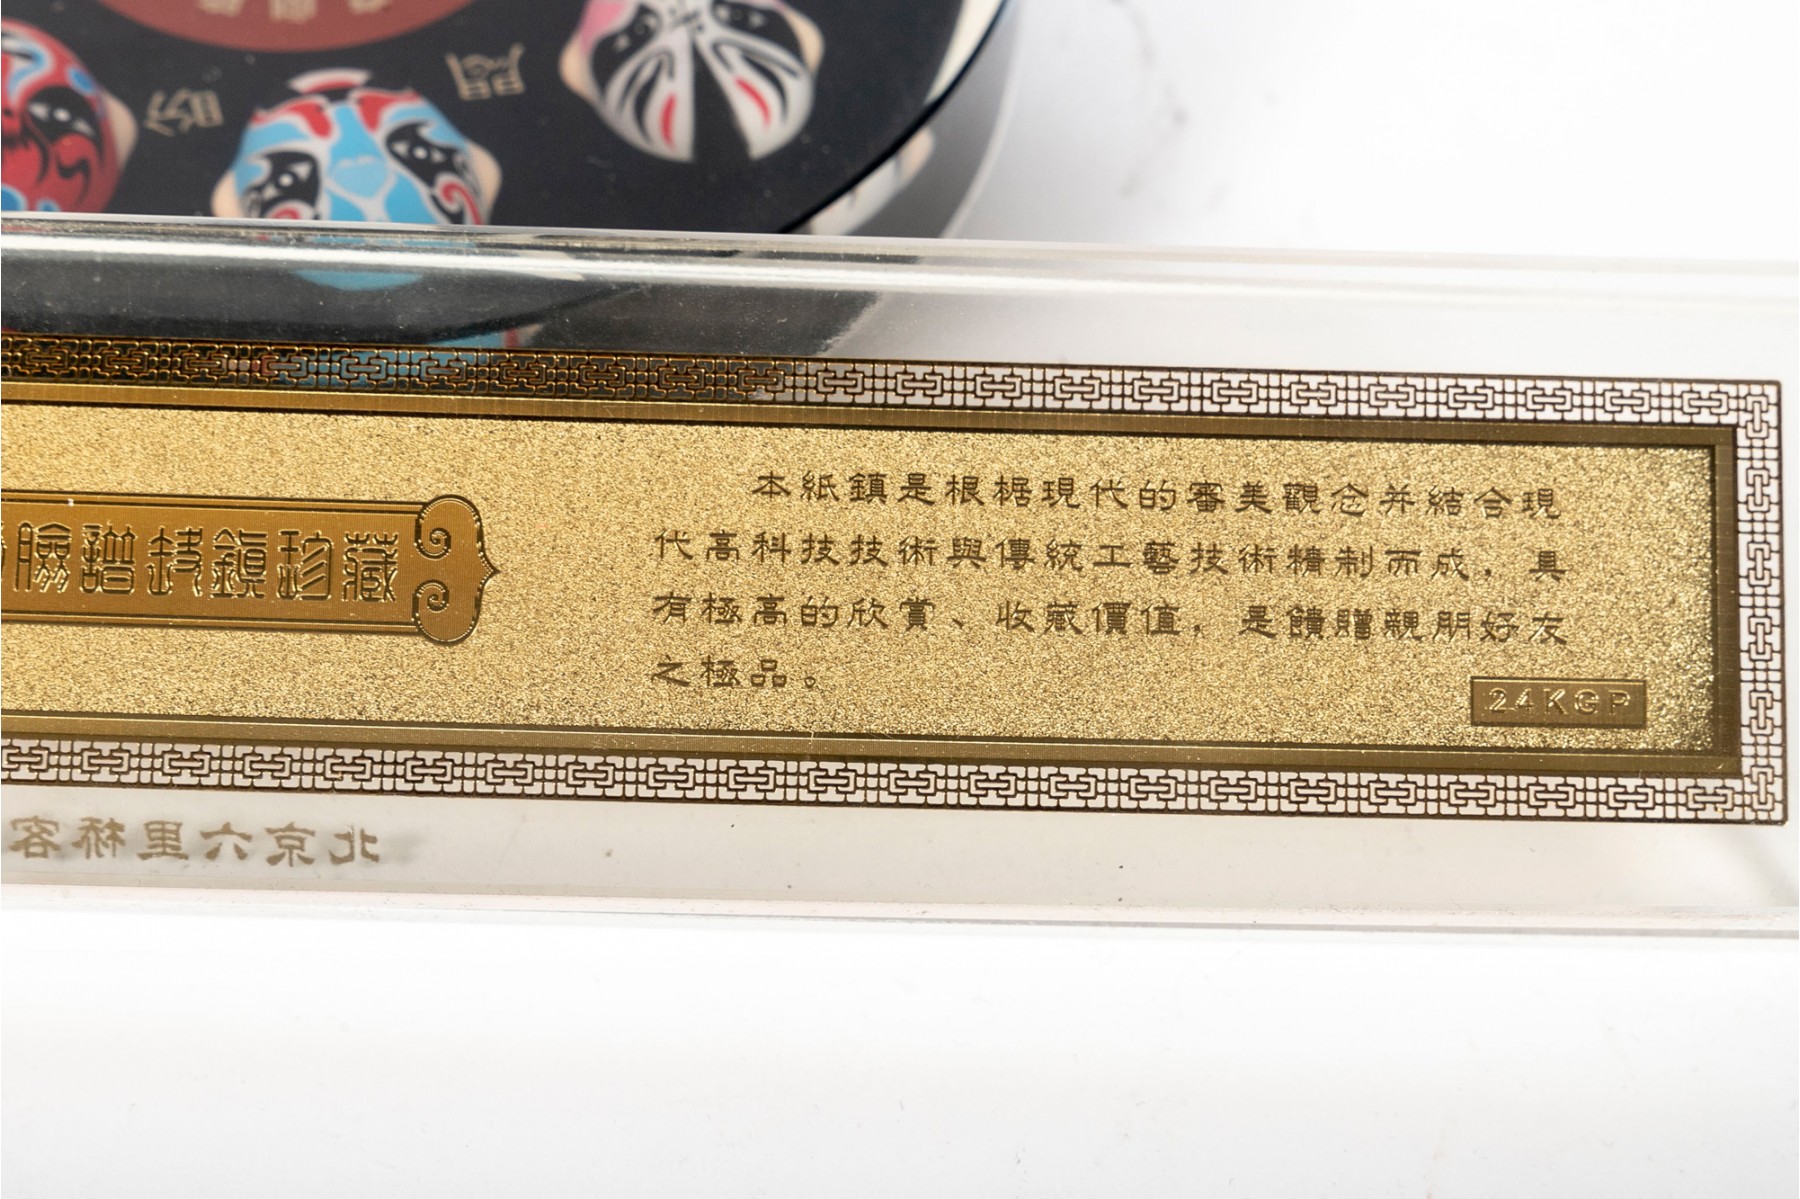 臉譜封鎮珍藏
本紙鎮是根椐現代的審美觀念并結合現
代高科技技術與傳統工藝技術精制而成，具
有極高的欣賞、收藏價值，是饋贈親朋好友
之極品。
24KGP
北京六里桥客